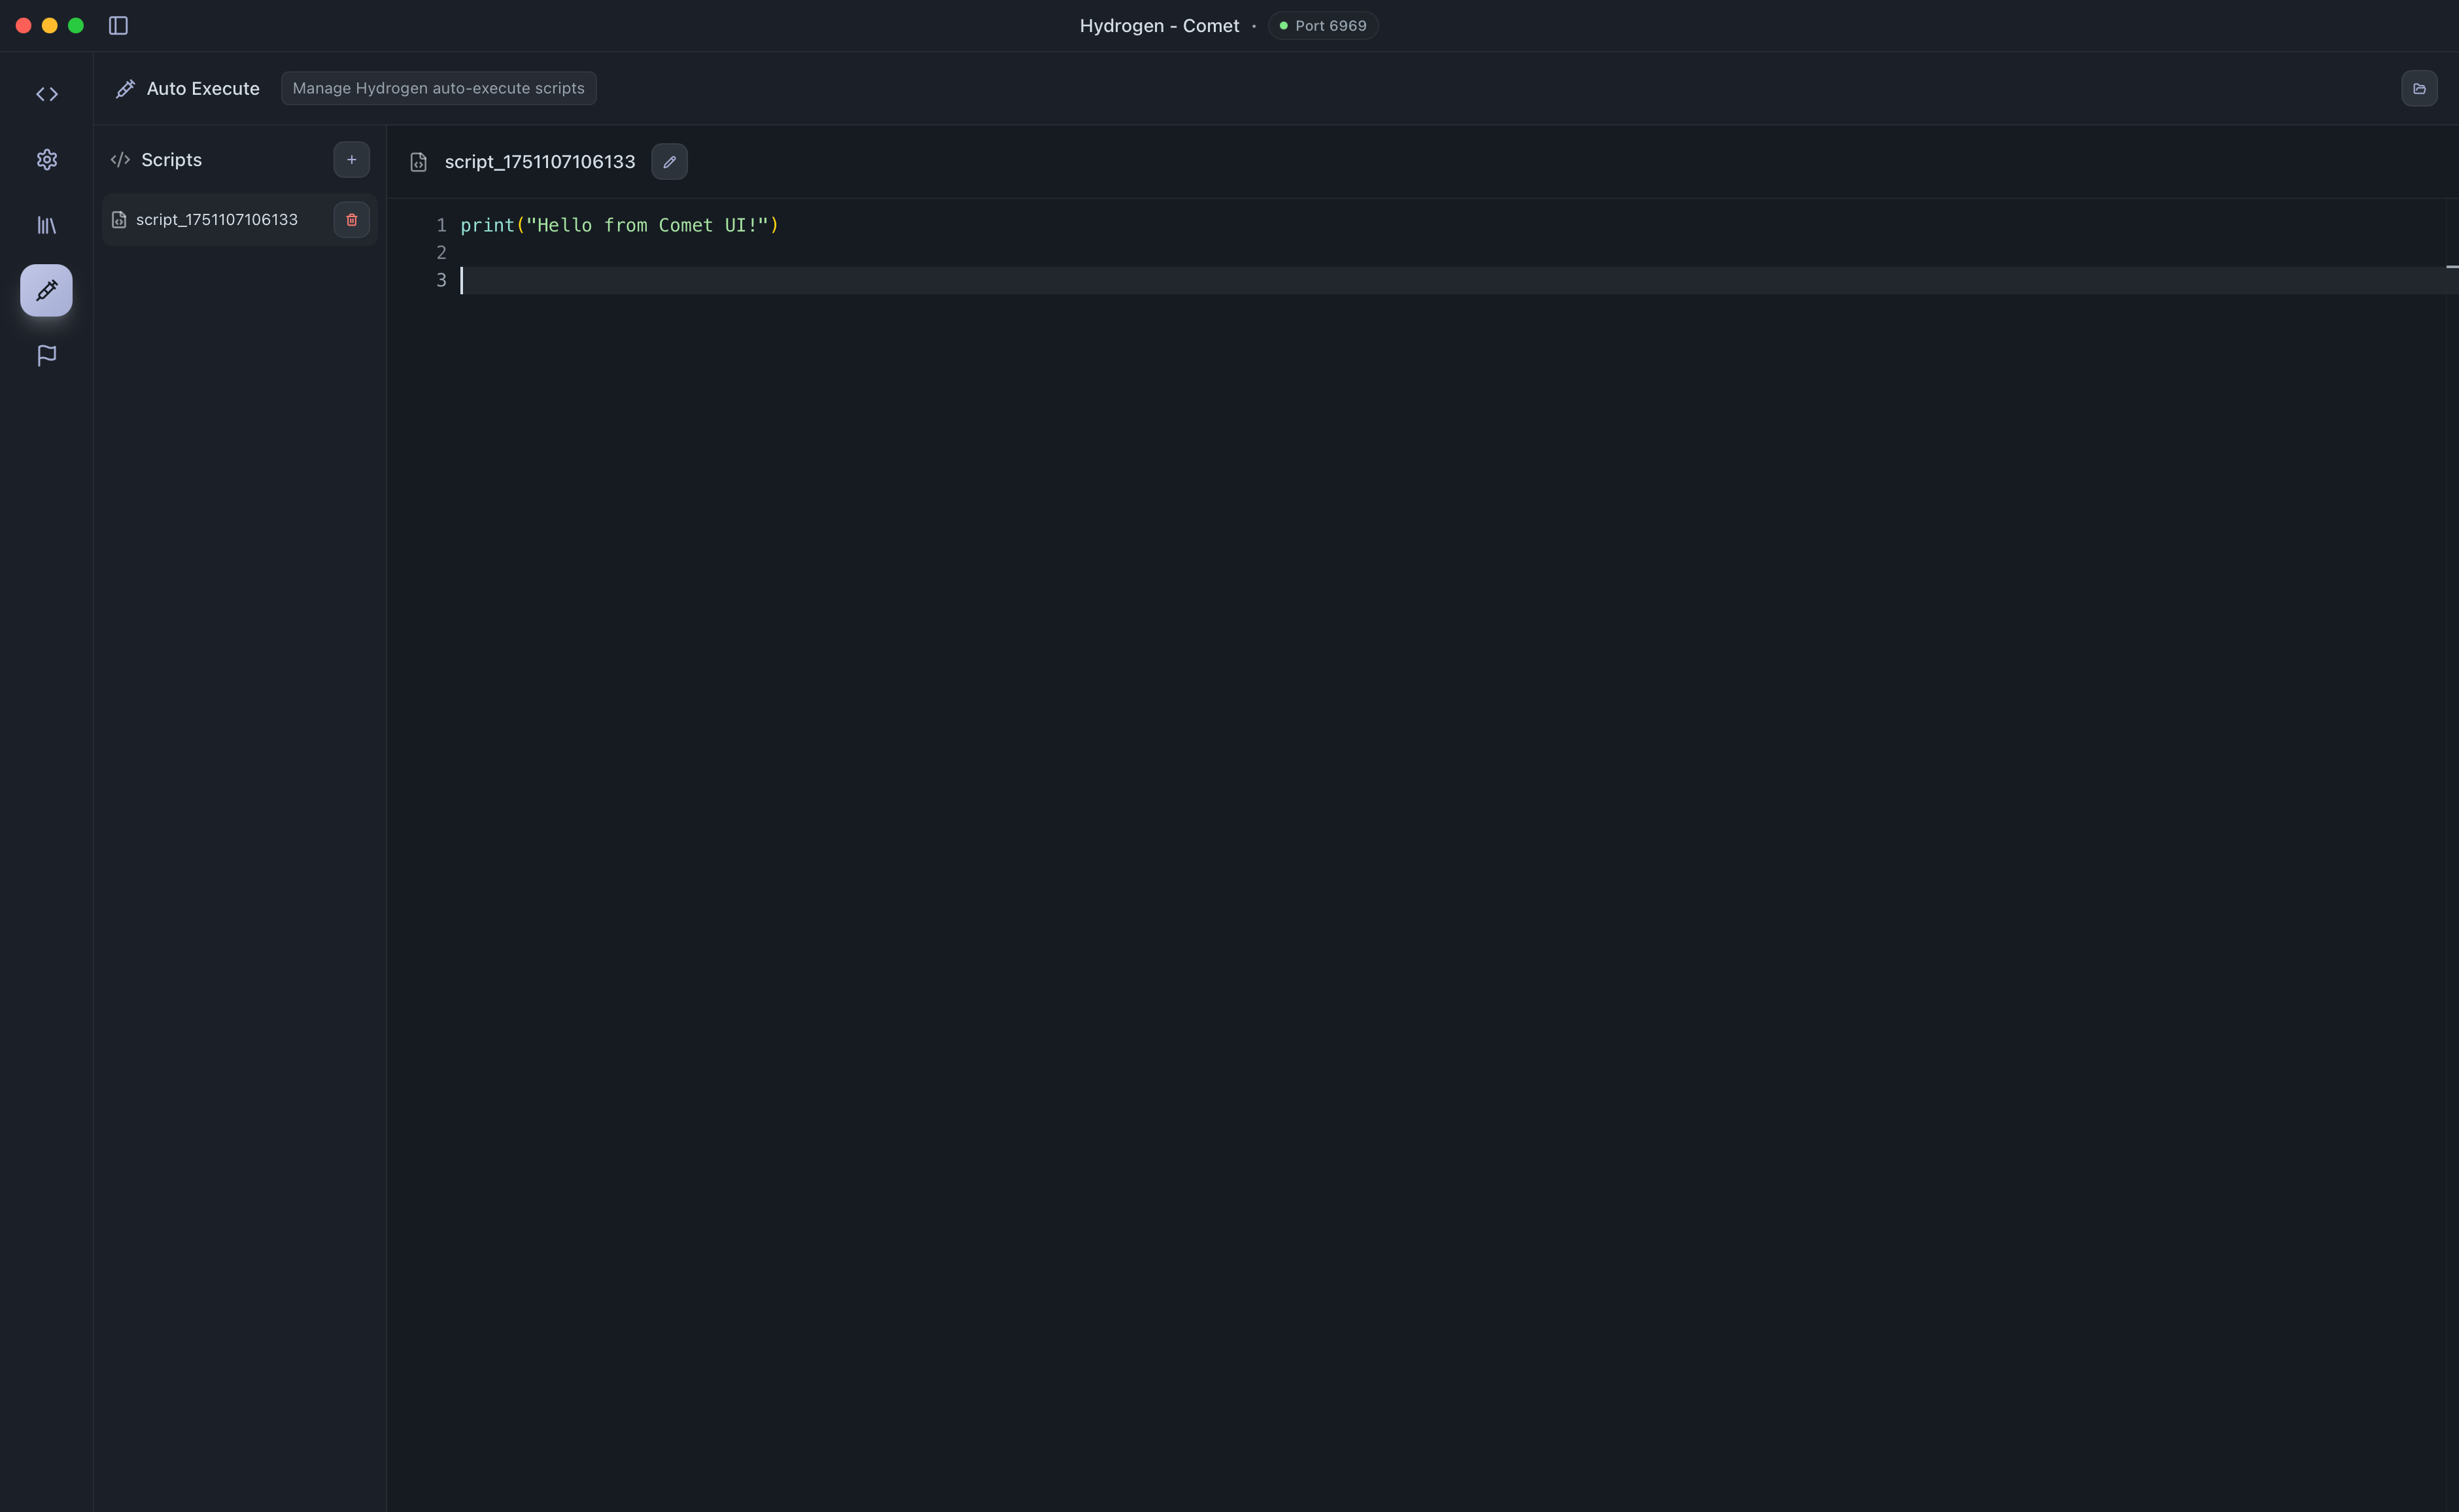 Hydrogen - Comet • Port 6969
Auto Execute Manage Hydrogen auto-execute scripts
Scripts
script_1751107106133
script_1751107106133
1 print("Hello from Comet UI!")
2
3